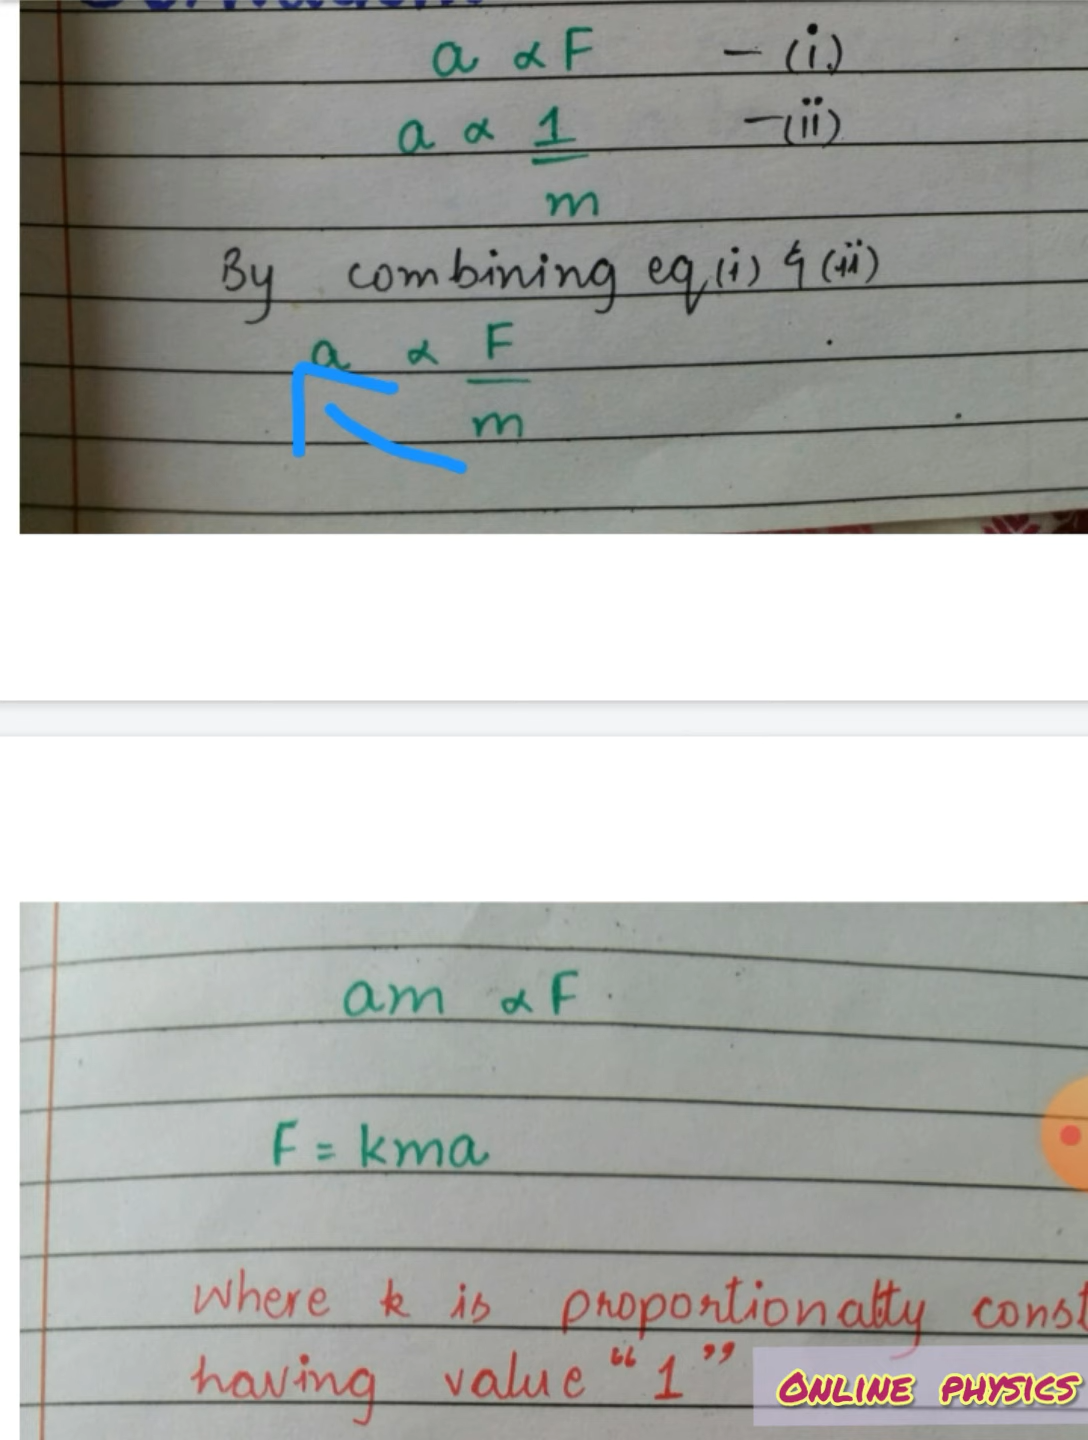 a ∝ F — (i)
a ∝ 1 — (ii)
m
By combining eq (i) & (ii)
a ∝ F
m
am ∝ F
F = kma
where k is proportionalty const
having value "1"
ONLINE PHYSICS